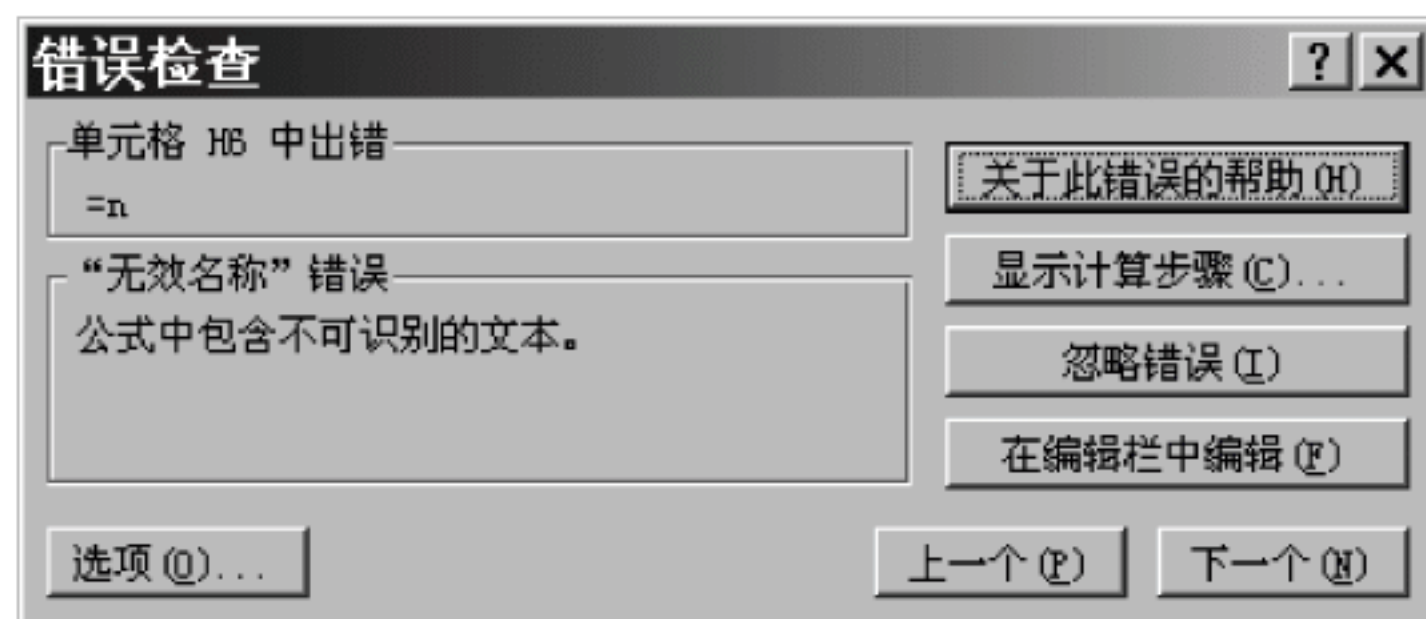 错误检查
单元格 H6 中出错
=n
“无效名称”错误
公式中包含不可识别的文本。
关于此错误的帮助(H)
显示计算步骤(C)...
忽略错误(I)
在编辑栏中编辑(F)
选项(O)...
上一个(P)
下一个(N)